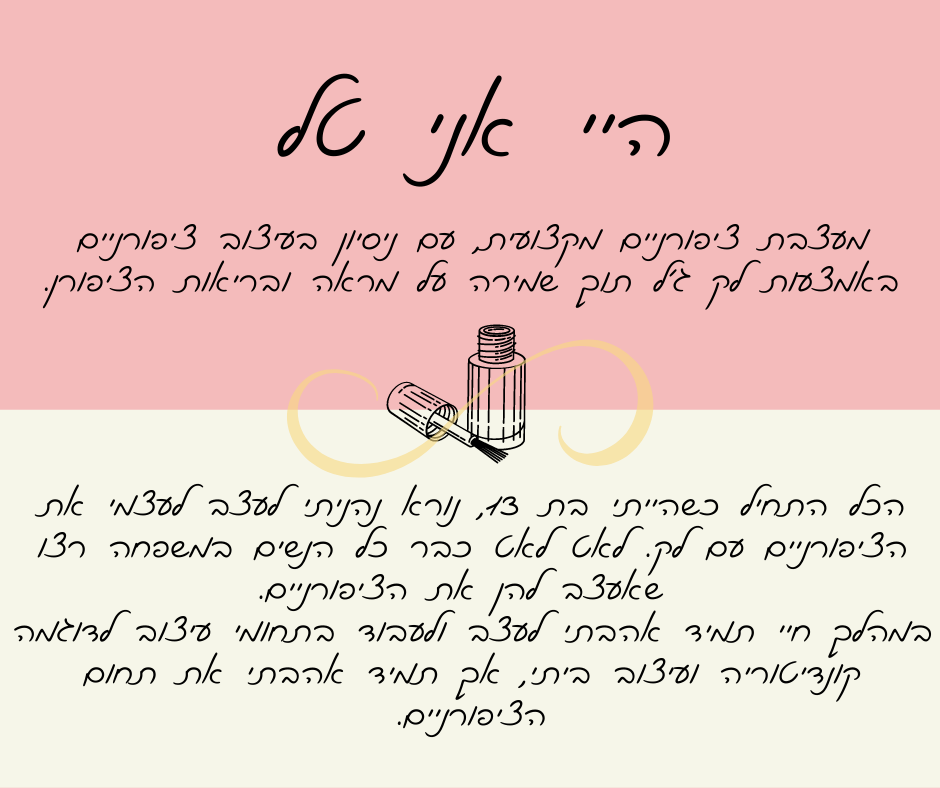 היי אני טל
מעצבת ציפורניים מקצועית, עם ניסיון בעיצוב ציפורניים
באמצעות לק ג'ל תוך שמירה על מראה ובריאות הציפורן.
הכל התחיל כשהייתי בת 13, נורא נהניתי לעצב לעצמי את
הציפורניים עם לק. לאט לאט כבר כל הנשים במשפחה רצו
שאעצב להן את הציפורניים.
במהלך חיי תמיד אהבתי לעצב ולעבוד בתחומי עיצוב לדוגמה
קונדיטוריה ועיצוב ביתי, אך תמיד אהבתי את תחום
הציפורניים.